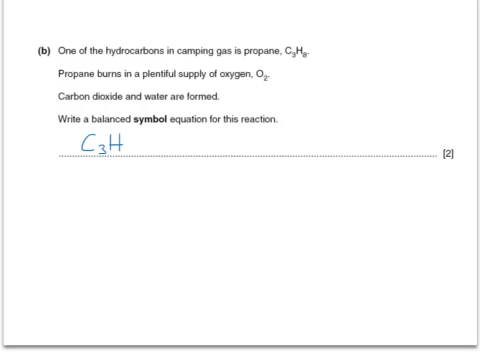 (b) One of the hydrocarbons in camping gas is propane, C₃H₈.
Propane burns in a plentiful supply of oxygen, O₂.
Carbon dioxide and water are formed.
Write a balanced symbol equation for this reaction.
C₃H
[2]